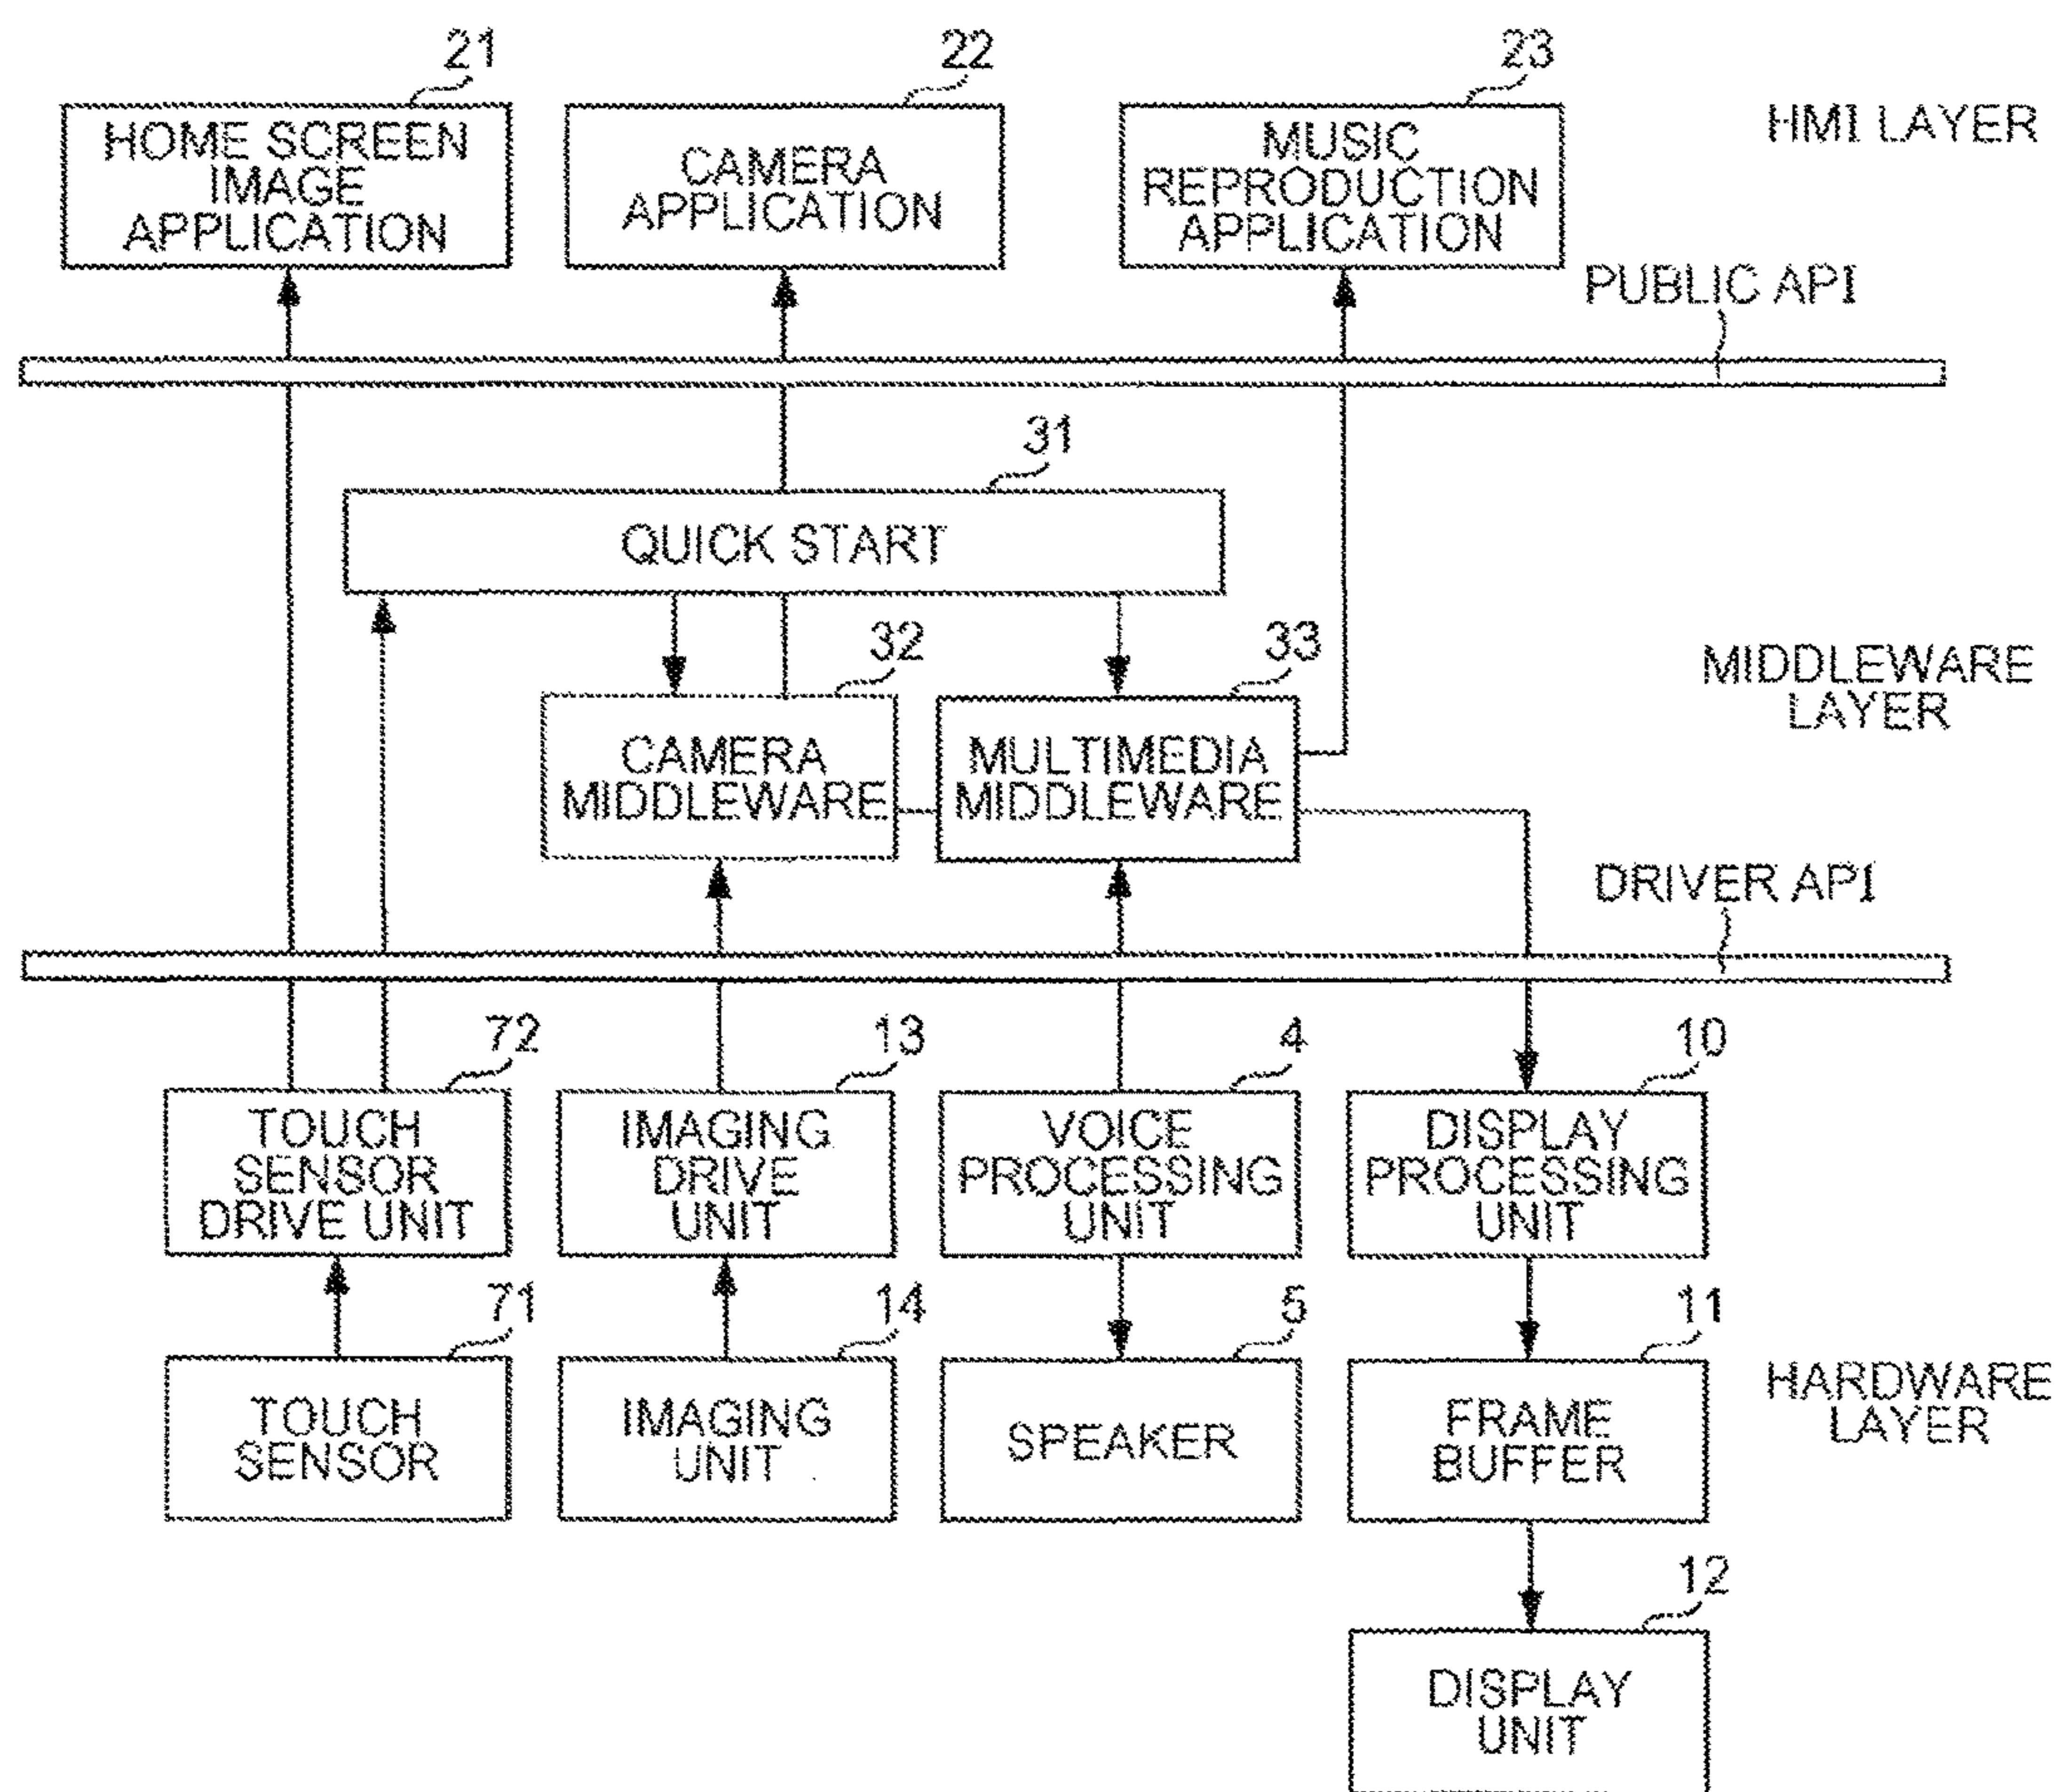 21
22
23
HOME SCREEN
IMAGE
APPLICATION
CAMERA
APPLICATION
MUSIC
REPRODUCTION
APPLICATION
HMI LAYER
PUBLIC API
31
QUICK START
32
33
CAMERA
MIDDLEWARE
MULTIMEDIA
MIDDLEWARE
MIDDLEWARE
LAYER
DRIVER API
72
13
4
10
TOUCH
SENSOR
DRIVE UNIT
IMAGING
DRIVE
UNIT
VOICE
PROCESSING
UNIT
DISPLAY
PROCESSING
UNIT
71
14
5
11
TOUCH
SENSOR
IMAGING
UNIT
SPEAKER
FRAME
BUFFER
HARDWARE
LAYER
12
DISPLAY
UNIT